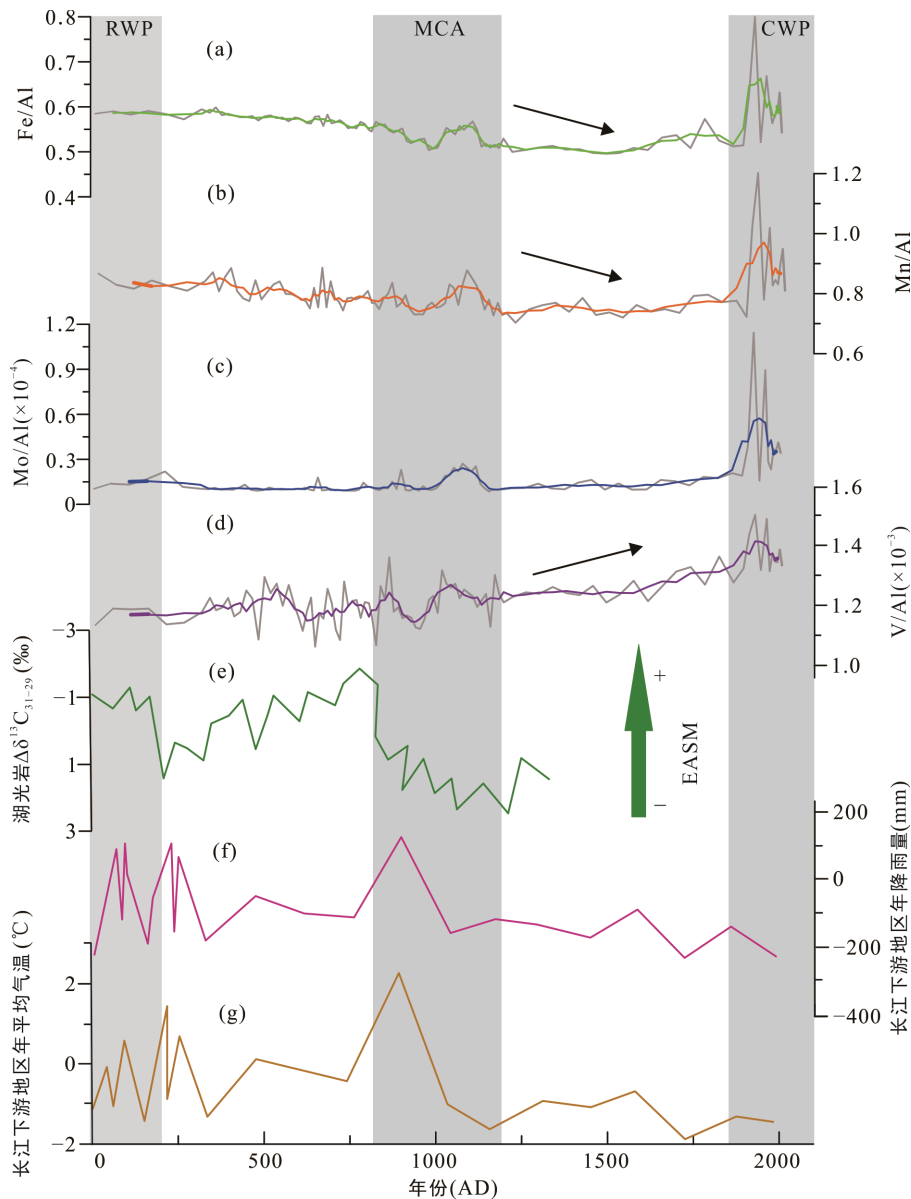 RWP MCA CWP
(a)
0.8
0.7
0.6
0.5
0.4
Fe/Al
(b)
1.2
1.0
0.8
0.6
Mn/Al
(c)
1.2
0.9
0.6
0.3
0
Mo/Al(×10⁻⁴)
(d)
1.6
1.4
1.2
1.0
V/Al(×10⁻³)
(e)
−3
−1
1
3
湖光岩Δδ¹³C₃₁₋₂₉(‰)
+
EASM
−
(f)
200
0
−200
−400
长江下游地区年降雨量(mm)
(g)
2
0
−2
长江下游地区年平均气温(℃)
0 500 1000 1500 2000
年份(AD)